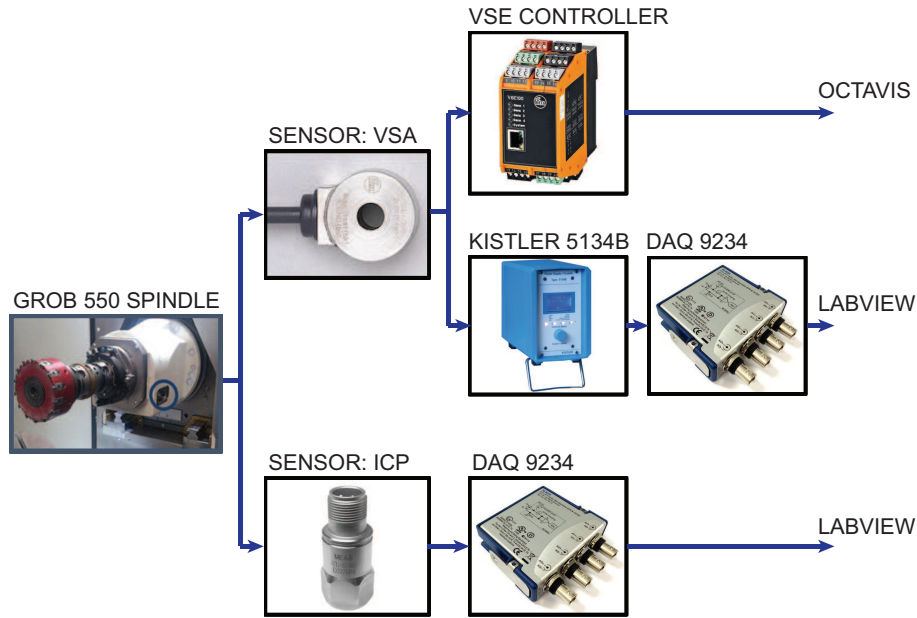 VSE CONTROLLER
OCTAVIS
SENSOR: VSA
KISTLER 5134B
DAQ 9234
LABVIEW
GROB 550 SPINDLE
SENSOR: ICP
DAQ 9234
LABVIEW